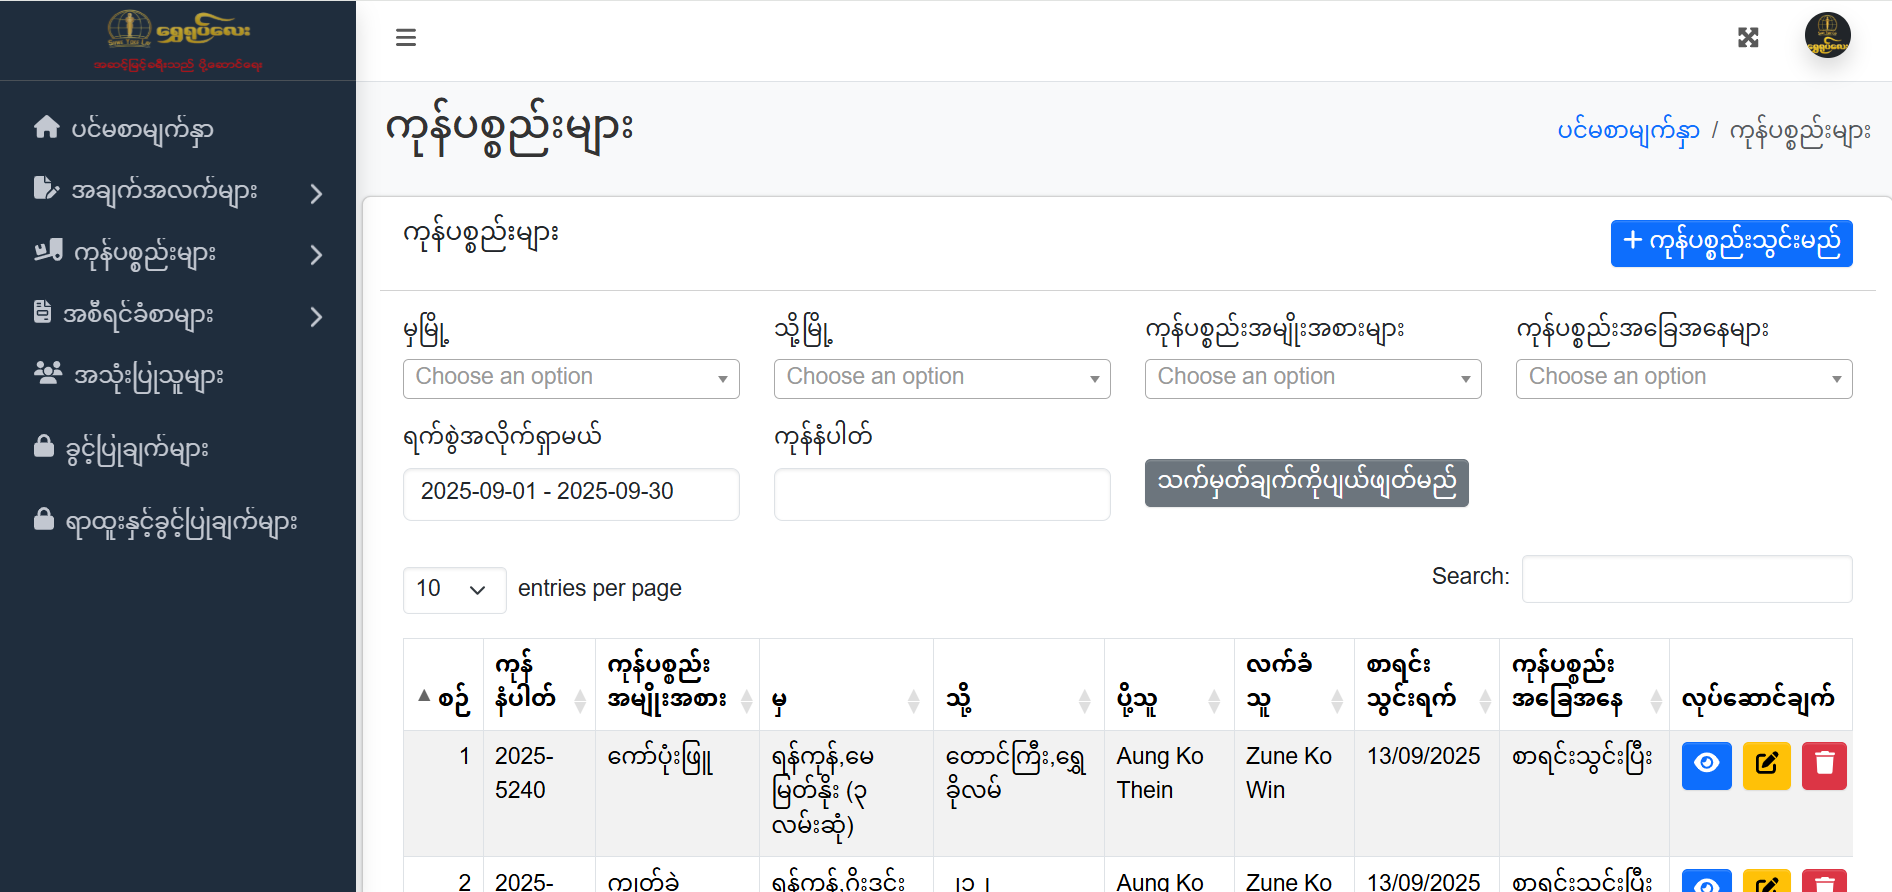 ရွှေရုပ်လေး
အဆင့်မြင့်ခရီးသည် ပို့ဆောင်ရေး
ပင်မစာမျက်နှာ
အချက်အလက်များ
ကုန်ပစ္စည်းများ
အစီရင်ခံစာများ
အသုံးပြုသူများ
ခွင့်ပြုချက်များ
ရာထူးနှင့်ခွင့်ပြုချက်များ
ကုန်ပစ္စည်းများ
ပင်မစာမျက်နှာ / ကုန်ပစ္စည်းများ
ကုန်ပစ္စည်းများ
+ ကုန်ပစ္စည်းသွင်းမည်
မှမြို့ သို့မြို့ ကုန်ပစ္စည်းအမျိုးအစားများ ကုန်ပစ္စည်းအခြေအနေများ
Choose an option Choose an option Choose an option Choose an option
ရက်စွဲအလိုက်ရှာမယ် ကုန်နံပါတ်
2025-09-01 - 2025-09-30 သက်မှတ်ချက်ကိုပျယ်ဖျတ်မည်
10 entries per page Search:
စဉ် ကုန်နံပါတ် ကုန်ပစ္စည်းအမျိုးအစား မှ သို့ ပို့သူ လက်ခံသူ စာရင်းသွင်းရက် ကုန်ပစ္စည်းအခြေအနေ လုပ်ဆောင်ချက်
1 2025-5240 ကော်ပုံးဖြူ ရန်ကုန်,မေမြတ်နိုး (၃လမ်းဆုံ) တောင်ကြီး,ရွှေခိုလမ် Aung Ko Thein Zune Ko Win 13/09/2025 စာရင်းသွင်းပြီး
2 2025- Aung Ko Zune Ko 13/09/2025 စာရင်းသွင်းပြီး